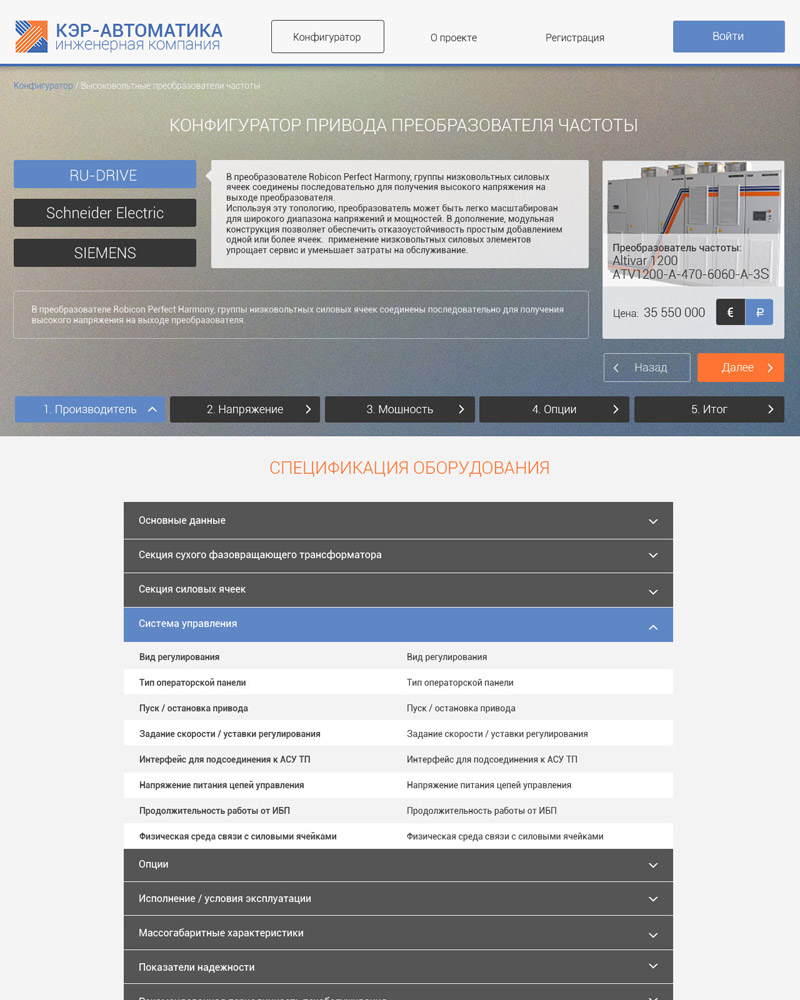 КЭР-АВТОМАТИКА
инженерная компания
Конфигуратор
О проекте
Регистрация
Войти
Конфигуратор / Высоковольтные преобразователи частоты
КОНФИГУРАТОР ПРИВОДА ПРЕОБРАЗОВАТЕЛЯ ЧАСТОТЫ
RU-DRIVE
Schneider Electric
SIEMENS
В преобразователе Robicon Perfect Harmony, группы низковольтных силовых
ячеек соединены последовательно для получения высокого напряжения на
выходе преобразователя.
Используя эту топологию, преобразователь может быть легко масштабирован
для широкого диапазона напряжений и мощностей. В дополнение, модульная
конструкция позволяет обеспечить отказоустойчивость простым добавлением
одной или более ячеек. применение низковольтных силовых элементов
упрощает сервис и уменьшает затраты на обслуживание.
Преобразователь частоты:
Altivar 1200
ATV1200-A-470-6060-A-3S
Цена: 35 550 000 € ₽
В преобразователе Robicon Perfect Harmony, группы низковольтных силовых ячеек соединены последовательно для получения
высокого напряжения на выходе преобразователя.
Назад
Далее
1. Производитель
2. Напряжение
3. Мощность
4. Опции
5. Итог
СПЕЦИФИКАЦИЯ ОБОРУДОВАНИЯ
Основные данные
Секция сухого фазовращающего трансформатора
Секция силовых ячеек
Система управления
Вид регулирования Вид регулирования
Тип операторской панели Тип операторской панели
Пуск / остановка привода Пуск / остановка привода
Задание скорости / уставки регулирования Задание скорости / уставки регулирования
Интерфейс для подсоединения к АСУ ТП Интерфейс для подсоединения к АСУ ТП
Напряжение питания цепей управления Напряжение питания цепей управления
Продолжительность работы от ИБП Продолжительность работы от ИБП
Физическая среда связи с силовыми ячейками Физическая среда связи с силовыми ячейками
Опции
Исполнение / условия эксплуатации
Массогабаритные характеристики
Показатели надежности